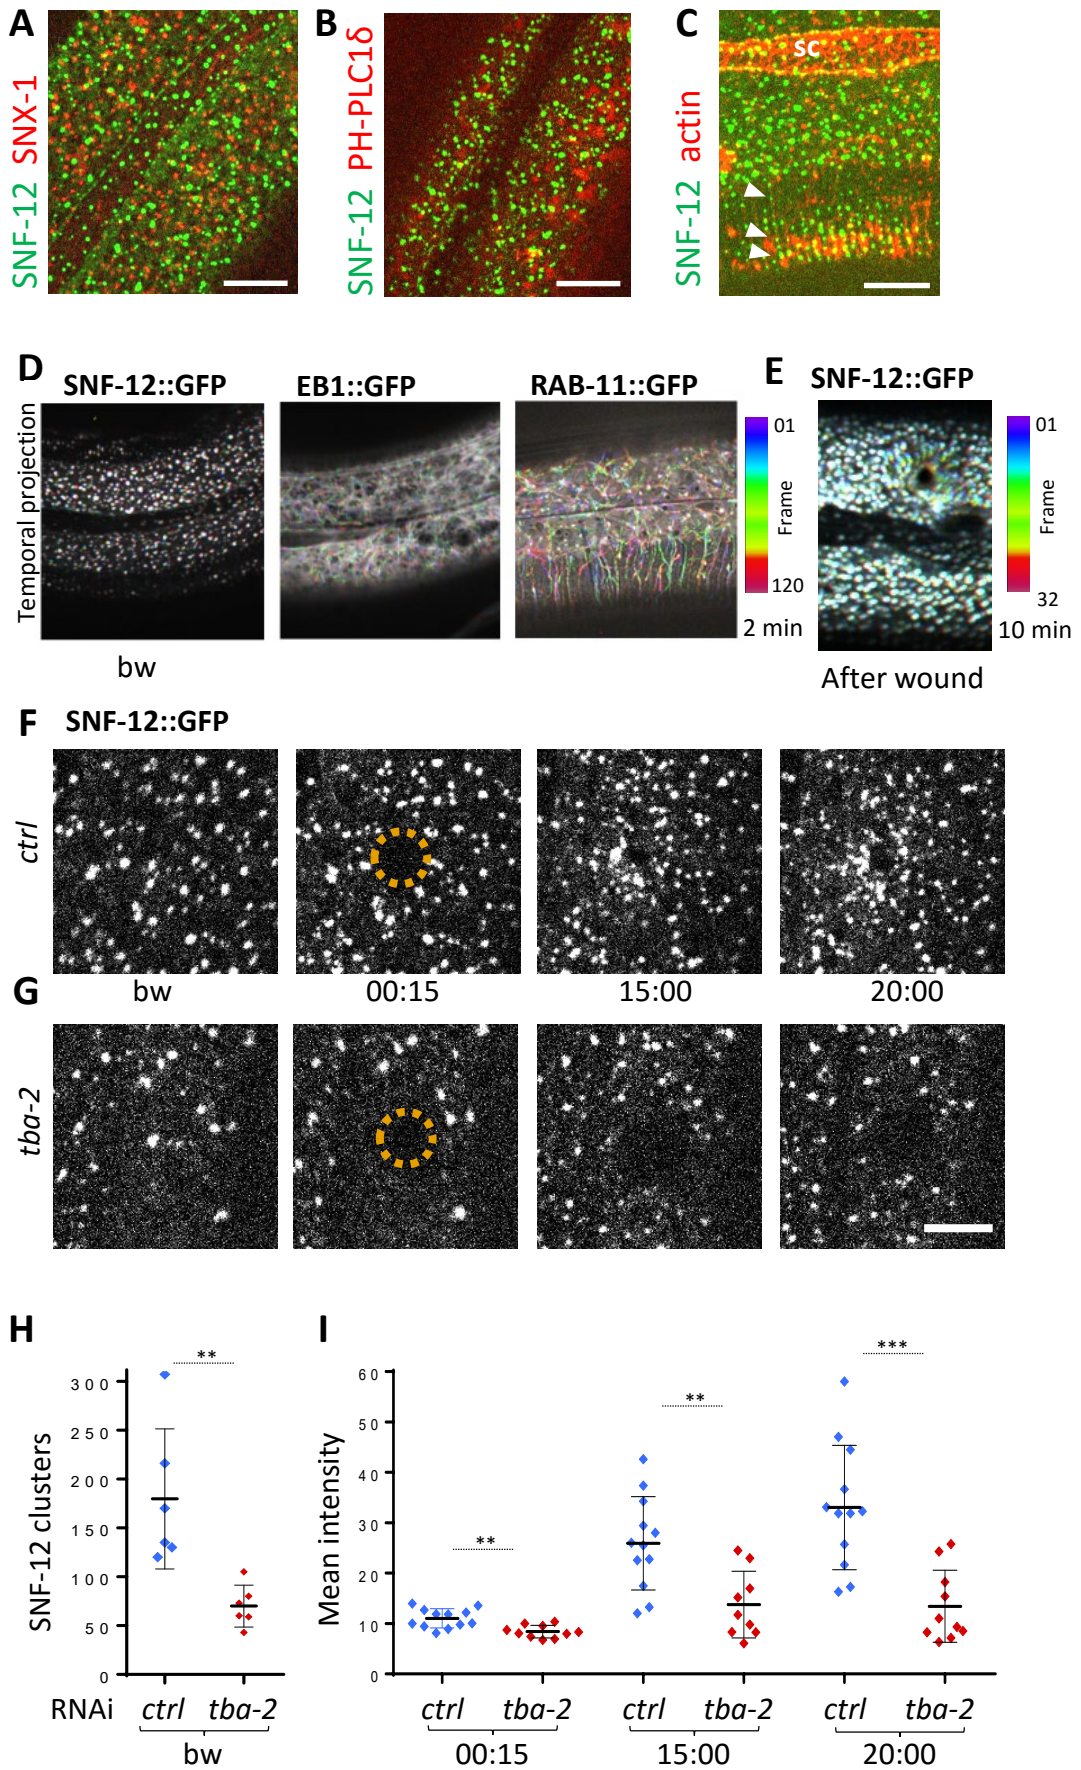 A
SNF-12 SNX-1
B
SNF-12 PH-PLC1δ
C
SNF-12 actin
sc
D
Temporal projection
SNF-12::GFP
EB1::GFP
RAB-11::GFP
01
Frame
120
2 min
bw
E
SNF-12::GFP
01
Frame
32
10 min
After wound
F
SNF-12::GFP
ctrl
bw
00:15
15:00
20:00
G
tba-2
H
SNF-12 clusters
300
250
200
150
100
50
0
**
RNAi
ctrl
tba-2
bw
I
Mean intensity
60
50
40
30
20
10
0
**
**
***
ctrl
tba-2
ctrl
tba-2
ctrl
tba-2
00:15
15:00
20:00